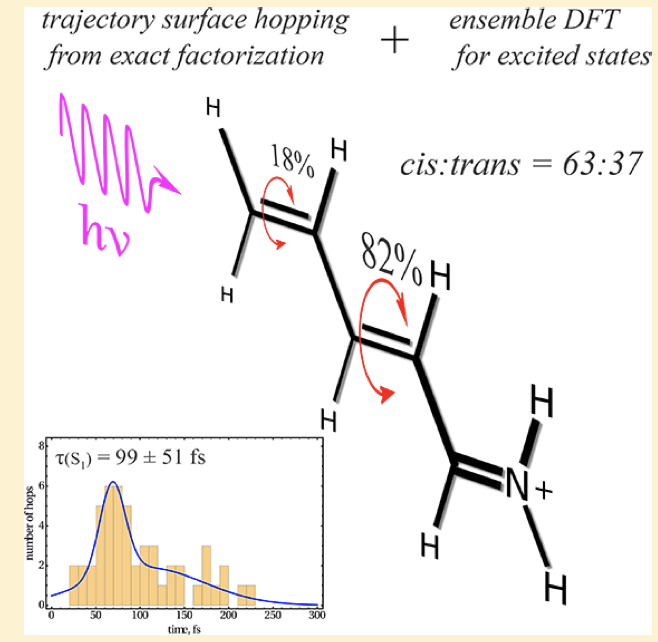 trajectory surface hopping
from exact factorization
+
ensemble DFT
for excited states
hν
H
18%
H
cis:trans = 63:37
H
82%
H
H
H
N+
H
H
τ(S₁) = 99 ± 51 fs
number of hops
8
6
4
2
0
0 50 100 150 200 250 300
time, fs